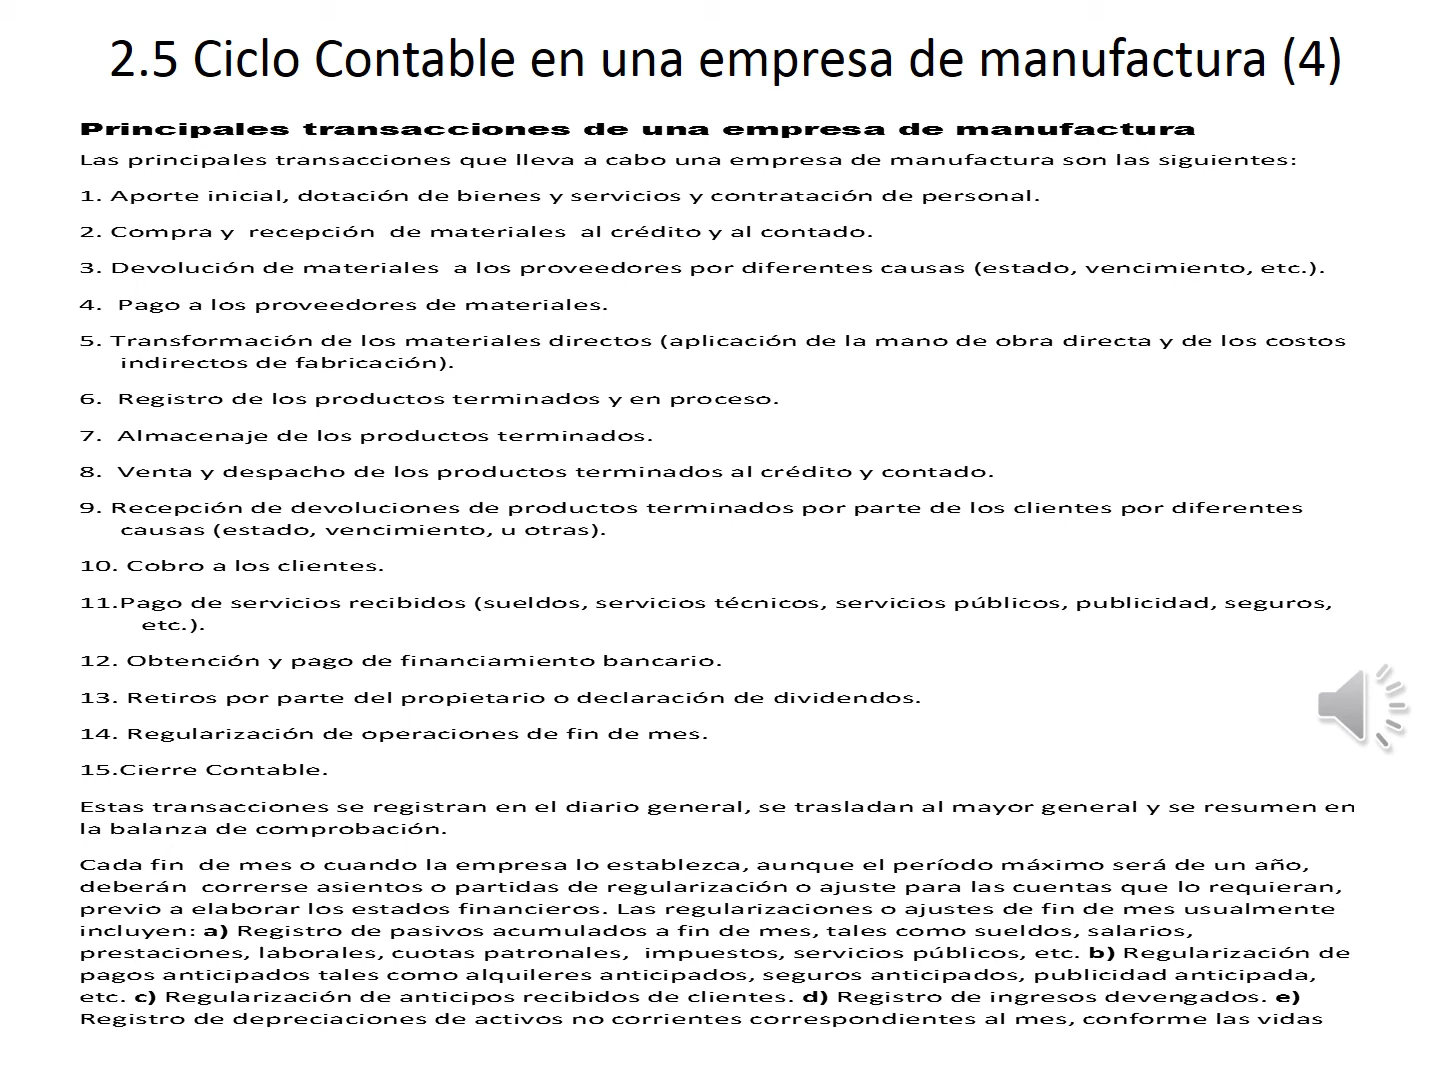 2.5 Ciclo Contable en una empresa de manufactura (4)
Principales transacciones de una empresa de manufactura
Las principales transacciones que lleva a cabo una empresa de manufactura son las siguientes:
1. Aporte inicial, dotación de bienes y servicios y contratación de personal.
2. Compra y recepción de materiales al crédito y al contado.
3. Devolución de materiales a los proveedores por diferentes causas (estado, vencimiento, etc.).
4. Pago a los proveedores de materiales.
5. Transformación de los materiales directos (aplicación de la mano de obra directa y de los costos
indirectos de fabricación).
6. Registro de los productos terminados y en proceso.
7. Almacenaje de los productos terminados.
8. Venta y despacho de los productos terminados al crédito y contado.
9. Recepción de devoluciones de productos terminados por parte de los clientes por diferentes
causas (estado, vencimiento, u otras).
10. Cobro a los clientes.
11.Pago de servicios recibidos (sueldos, servicios técnicos, servicios públicos, publicidad, seguros,
etc.).
12. Obtención y pago de financiamiento bancario.
13. Retiros por parte del propietario o declaración de dividendos.
14. Regularización de operaciones de fin de mes.
15.Cierre Contable.
Estas transacciones se registran en el diario general, se trasladan al mayor general y se resumen en
la balanza de comprobación.
Cada fin de mes o cuando la empresa lo establezca, aunque el período máximo será de un año,
deberán correrse asientos o partidas de regularización o ajuste para las cuentas que lo requieran,
previo a elaborar los estados financieros. Las regularizaciones o ajustes de fin de mes usualmente
incluyen: a) Registro de pasivos acumulados a fin de mes, tales como sueldos, salarios,
prestaciones, laborales, cuotas patronales, impuestos, servicios públicos, etc. b) Regularización de
pagos anticipados tales como alquileres anticipados, seguros anticipados, publicidad anticipada,
etc. c) Regularización de anticipos recibidos de clientes. d) Registro de ingresos devengados. e)
Registro de depreciaciones de activos no corrientes correspondientes al mes, conforme las vidas